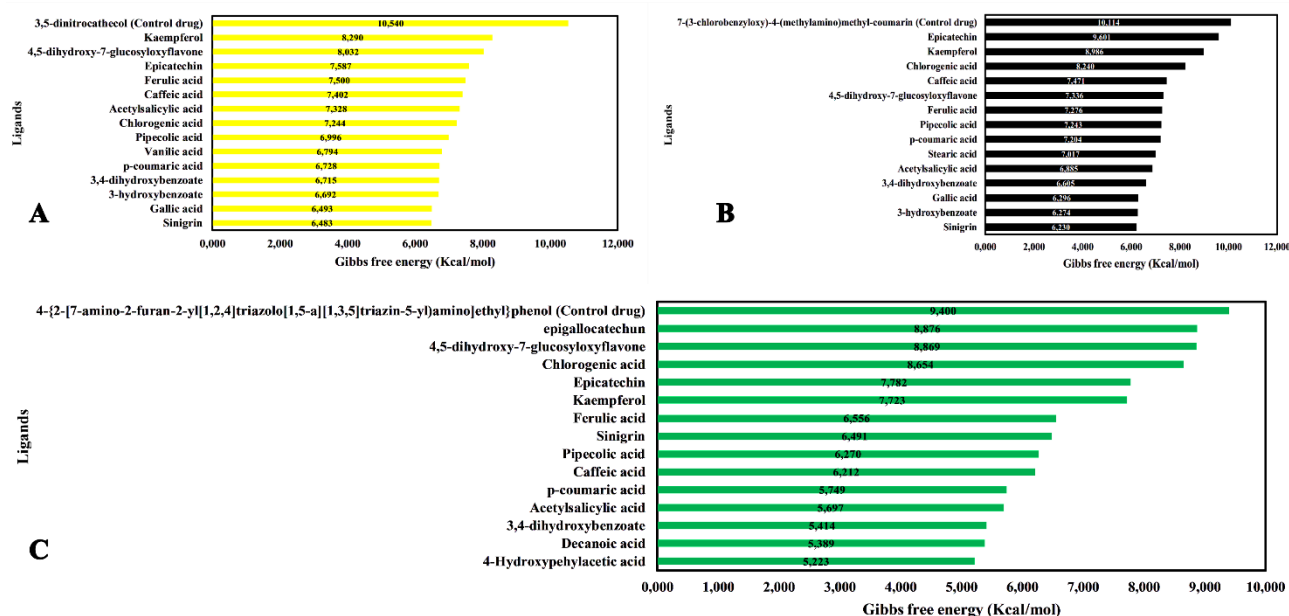 3,5-dinitrocathecol (Control drug) 10,540
Kaempferol 8,290
4,5-dihydroxy-7-glucosyloxyflavone 8,032
Epicatechin 7,587
Ferulic acid 7,500
Caffeic acid 7,402
Acetylsalicylic acid 7,328
Chlorogenic acid 7,244
Pipecolic acid 6,996
Vanilic acid 6,794
p-coumaric acid 6,728
3,4-dihydroxybenzoate 6,715
3-hydroxybenzoate 6,692
Gallic acid 6,493
Sinigrin 6,483
Ligands
A
0,000 2,000 4,000 6,000 8,000 10,000 12,000
Gibbs free energy (Kcal/mol)
7-(3-chlorobenzyloxy)-4-(methylamino)methyl-coumarin (Control drug) 10,114
Epicatechin 9,601
Kaempferol 8,986
Chlorogenic acid 8,240
Caffeic acid 7,471
4,5-dihydroxy-7-glucosyloxyflavone 7,336
Ferulic acid 7,276
Pipecolic acid 7,243
p-coumaric acid 7,204
Stearic acid 7,017
Acetylsalicylic acid 6,885
3,4-dihydroxybenzoate 6,605
Gallic acid 6,296
3-hydroxybenzoate 6,274
Sinigrin 6,230
Ligands
B
0,000 2,000 4,000 6,000 8,000 10,000 12,000
Gibbs free energy (Kcal/mol)
4-{2-[7-amino-2-furan-2-yl[1,2,4]triazolo[1,5-a][1,3,5]triazin-5-yl)amino]ethyl}phenol (Control drug) 9,400
epigallocatechun 8,876
4,5-dihydroxy-7-glucosyloxyflavone 8,869
Chlorogenic acid 8,654
Epicatechin 7,782
Kaempferol 7,723
Ferulic acid 6,556
Sinigrin 6,491
Pipecolic acid 6,270
Caffeic acid 6,212
p-coumaric acid 5,749
Acetylsalicylic acid 5,697
3,4-dihydroxybenzoate 5,414
Decanoic acid 5,389
4-Hydroxypehylacetic acid 5,223
Ligands
C
0,000 1,000 2,000 3,000 4,000 5,000 6,000 7,000 8,000 9,000 10,000
Gibbs free energy (Kcal/mol)